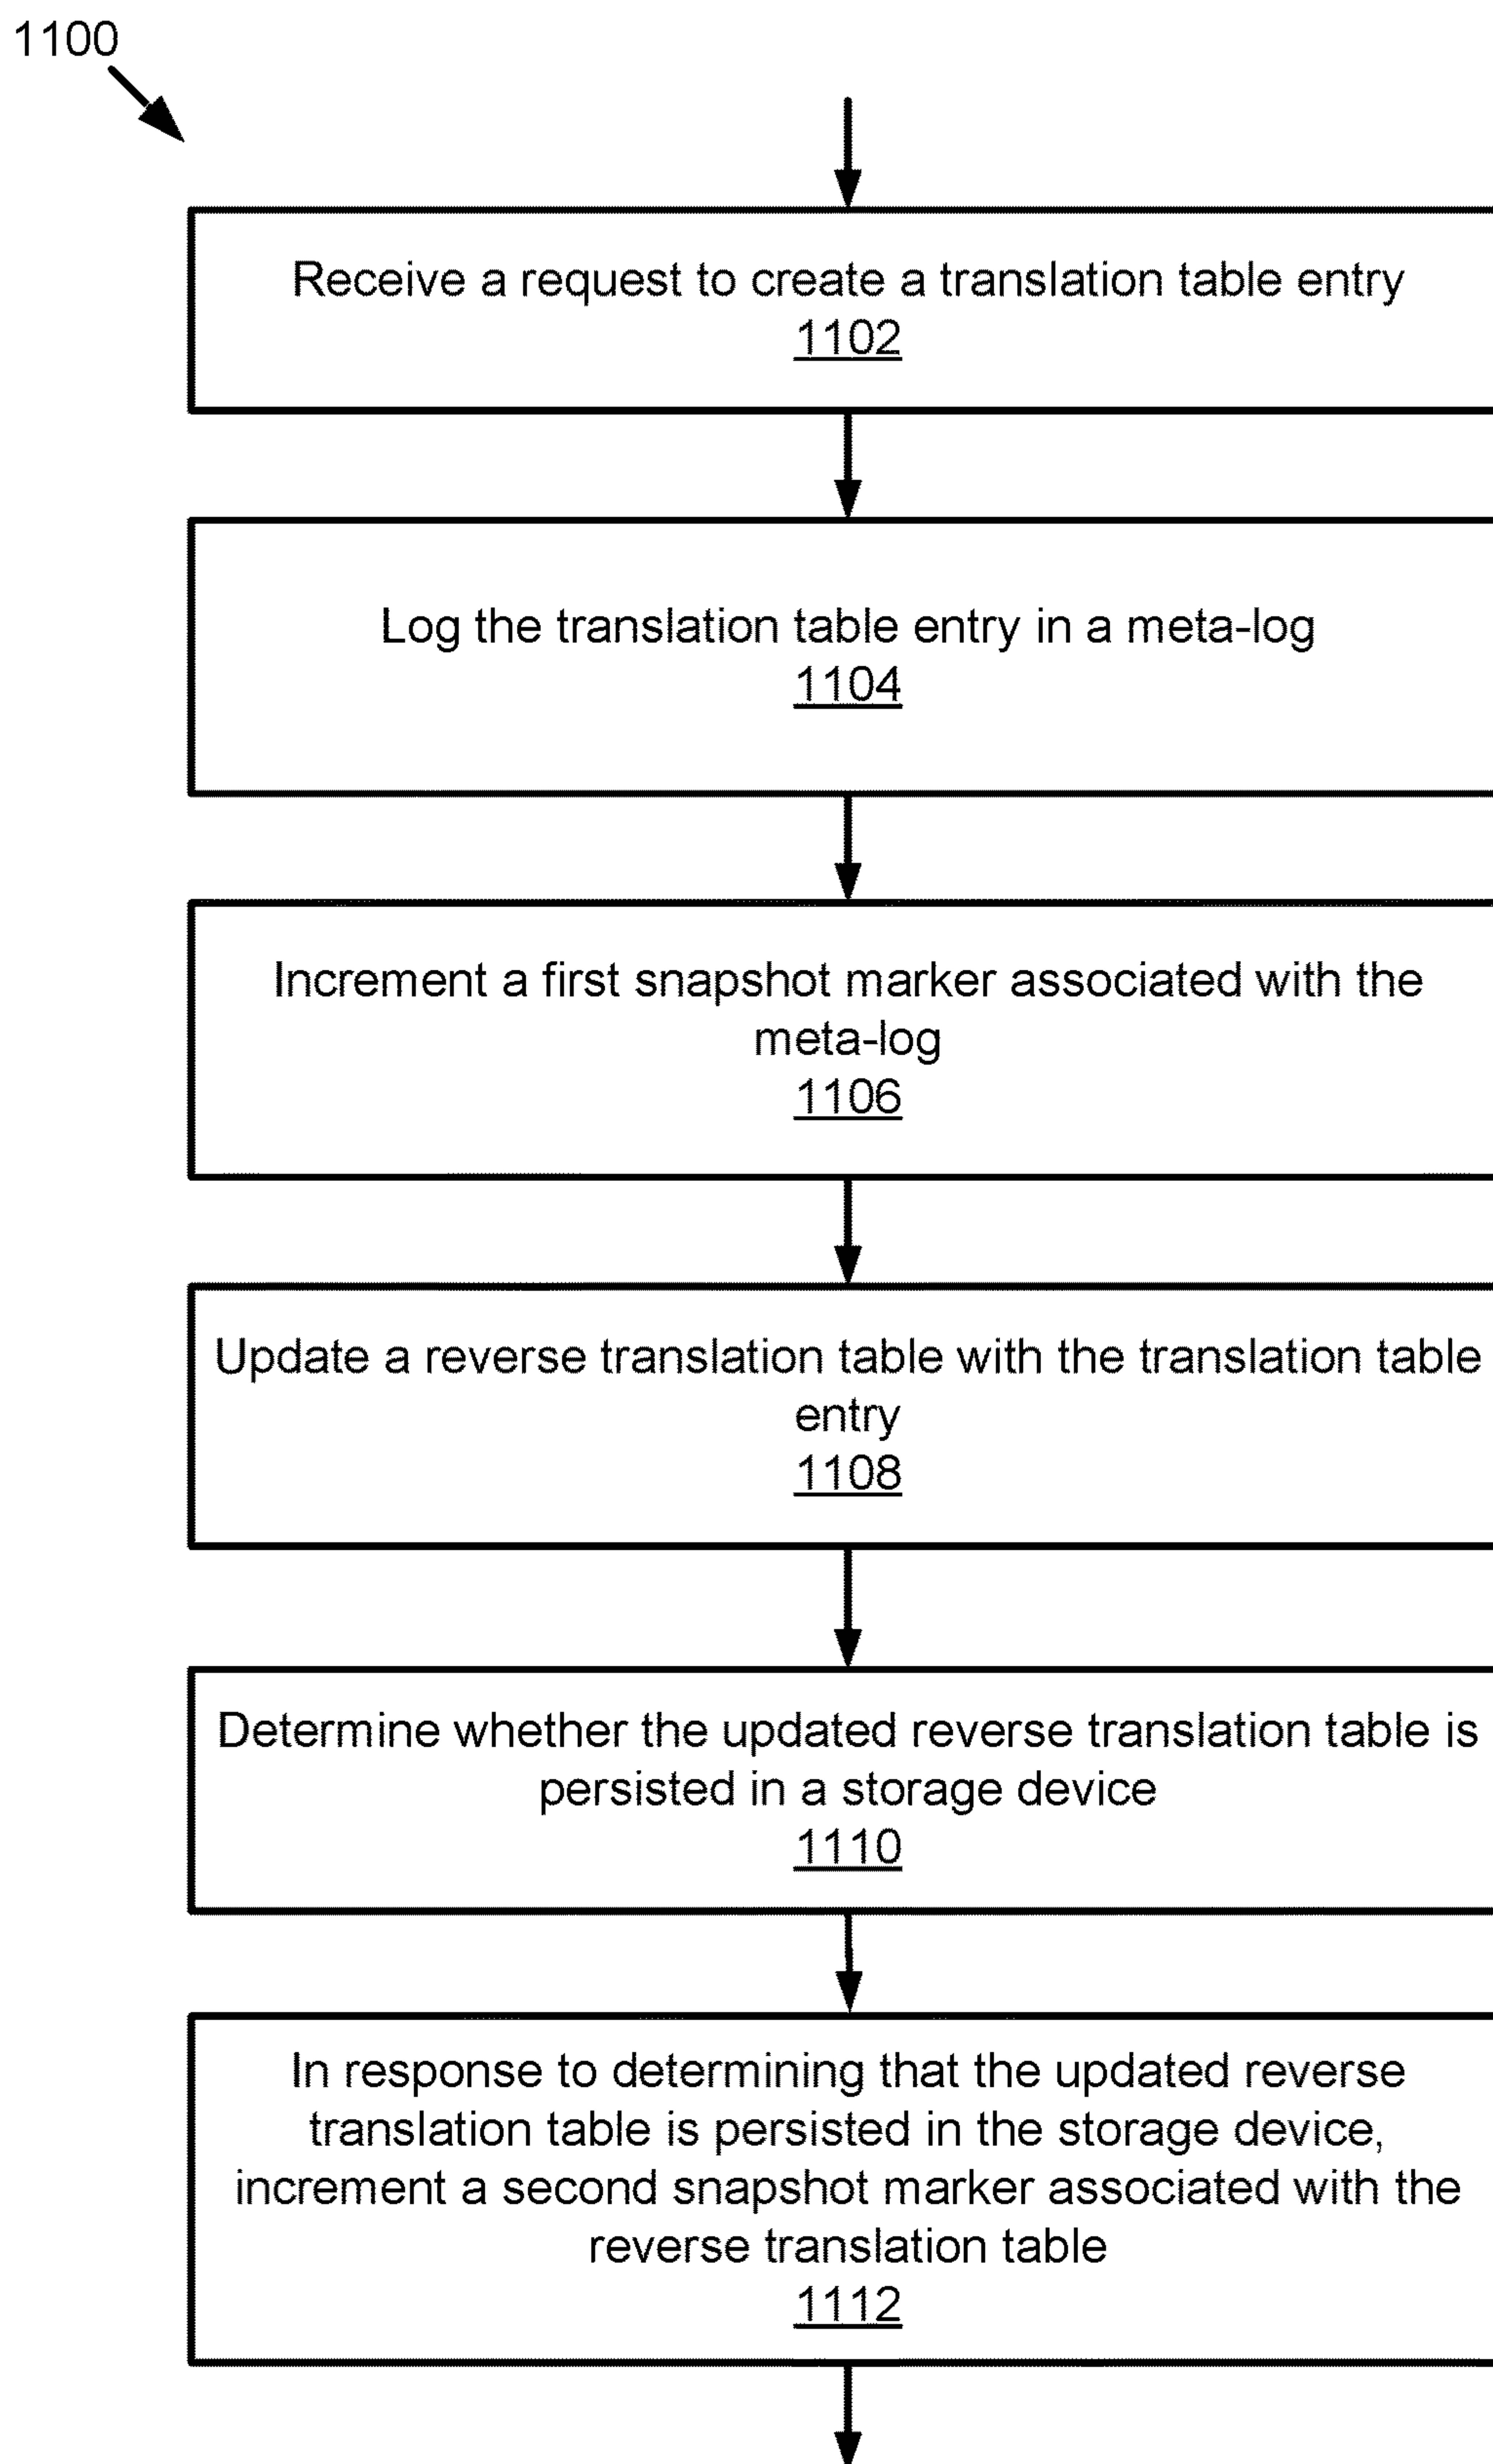 1100
Receive a request to create a translation table entry
1102
Log the translation table entry in a meta-log
1104
Increment a first snapshot marker associated with the
meta-log
1106
Update a reverse translation table with the translation table
entry
1108
Determine whether the updated reverse translation table is
persisted in a storage device
1110
In response to determining that the updated reverse
translation table is persisted in the storage device,
increment a second snapshot marker associated with the
reverse translation table
1112